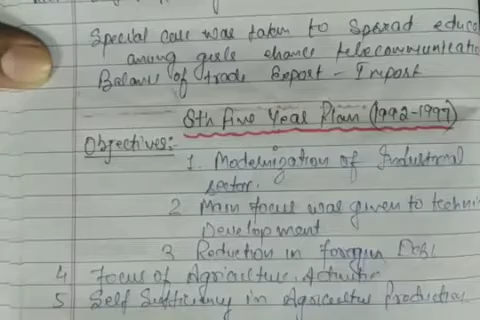 Special care was taken to spread educa
among girls chance telecommunicatio
Balance of trade Export - Import
8th five Year Plan (1992-1997)
Objectives:-
1. Modernization of Industrial
sector.
2 Main focus was given to techni
Development
3 Reduction in foreign Debt
4 focus of Agriculture,
5 Self Sufficiency in Agriculture Production